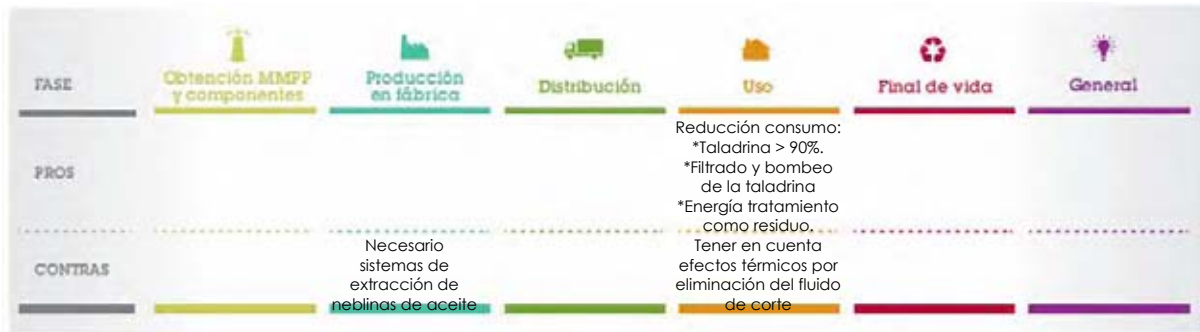 FASE
Obtención MMPP
y componentes
Producción
en fábrica
Distribución
Uso
Final de vida
General
PROS
Reducción consumo:
*Taladrina > 90%.
*Filtrado y bombeo
de la taladrina
*Energía tratamiento
como residuo.
CONTRAS
Necesario
sistemas de
extracción de
neblinas de aceite
Tener en cuenta
efectos térmicos por
eliminación del fluido
de corte